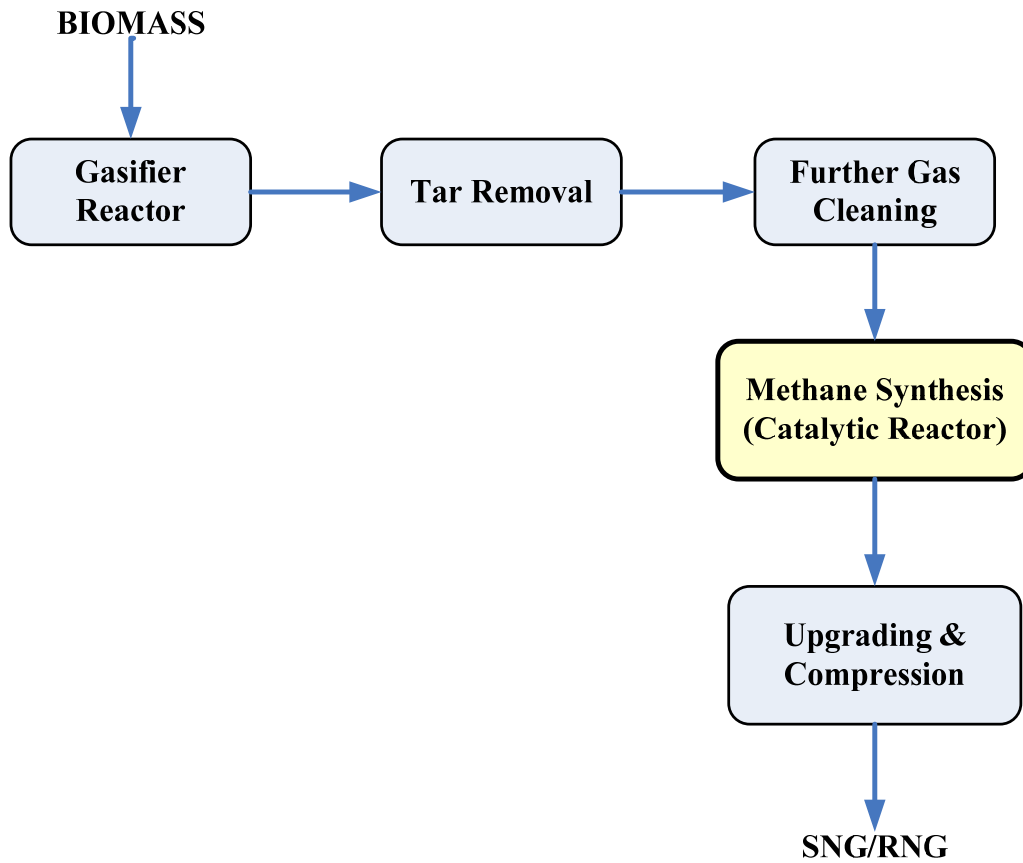 BIOMASS
Gasifier
Reactor
Tar Removal
Further Gas
Cleaning
Methane Synthesis
(Catalytic Reactor)
Upgrading &
Compression
SNG/RNG